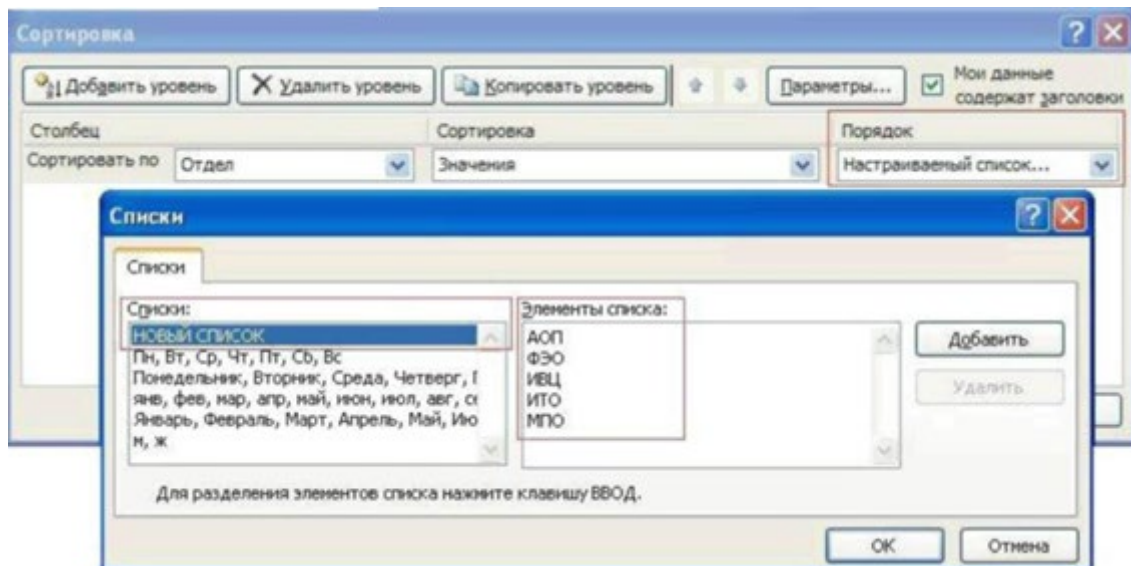 Сортировка
Добавить уровень Удалить уровень Копировать уровень Параметры... Мои данные содержат заголовки
Столбец Сортировка Порядок
Сортировать по Отдел Значения Настраиваемый список...
Списки
Списки
Списки: Элементы списка:
НОВЫЙ СПИСОК
Пн, Вт, Ср, Чт, Пт, Сб, Вс
Понедельник, Вторник, Среда, Четверг, П
янв, фев, мар, апр, май, июн, июл, авг, се
Январь, Февраль, Март, Апрель, Май, Ию
м, ж
АОП
ФЭО
ИВЦ
ИТО
МПО
Добавить
Удалить
Для разделения элементов списка нажмите клавишу ВВОД.
ОК Отмена